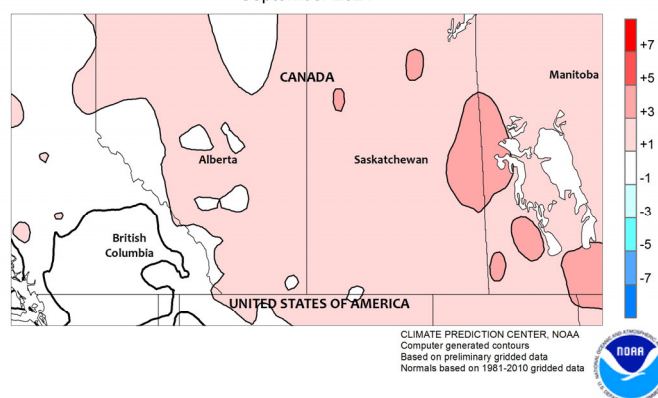 CANADA
Manitoba
Alberta
Saskatchewan
British
Columbia
UNITED STATES OF AMERICA
+7
+5
+3
+1
-1
-3
-5
-7
CLIMATE PREDICTION CENTER, NOAA
Computer generated contours
Based on preliminary gridded data
Normals based on 1981-2010 gridded data
NOAA